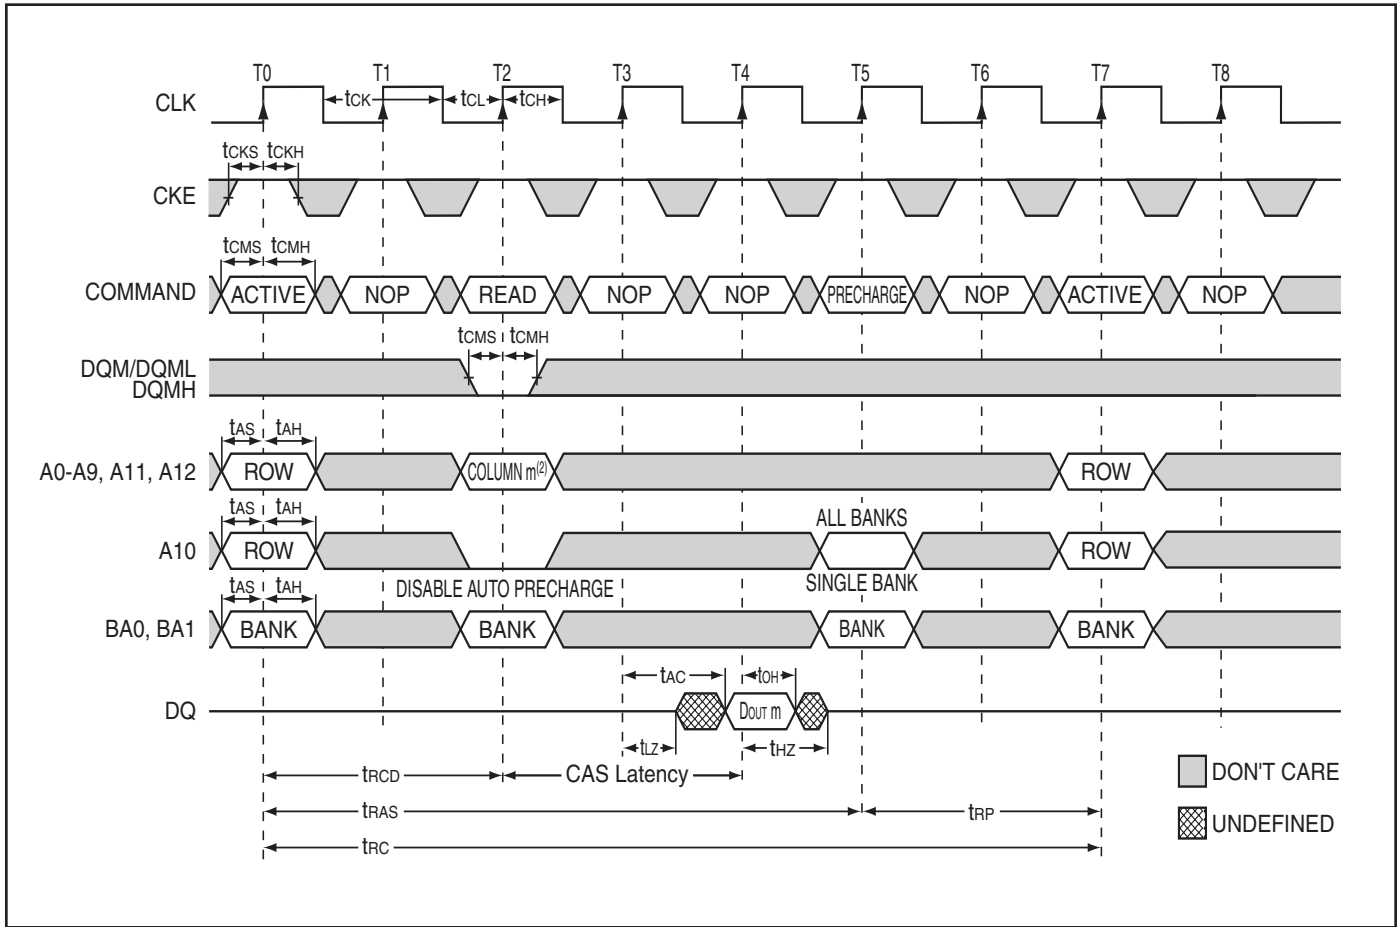 T0 T1 T2 T3 T4 T5 T6 T7 T8
CLK tCK tCL tCH
tCKS tCKH
CKE
tCMS tCMH
COMMAND ACTIVE NOP READ NOP NOP PRECHARGE NOP ACTIVE NOP
tCMS tCMH
DQM/DQML
DQMH
tAS tAH
A0-A9, A11, A12 ROW COLUMN m(2) ROW
tAS tAH ALL BANKS
A10 ROW ROW
DISABLE AUTO PRECHARGE SINGLE BANK
tAS tAH
BA0, BA1 BANK BANK BANK BANK
tAC tOH
DQ DOUT m
tLZ tHZ
tRCD CAS Latency DON'T CARE
tRAS tRP
UNDEFINED
tRC